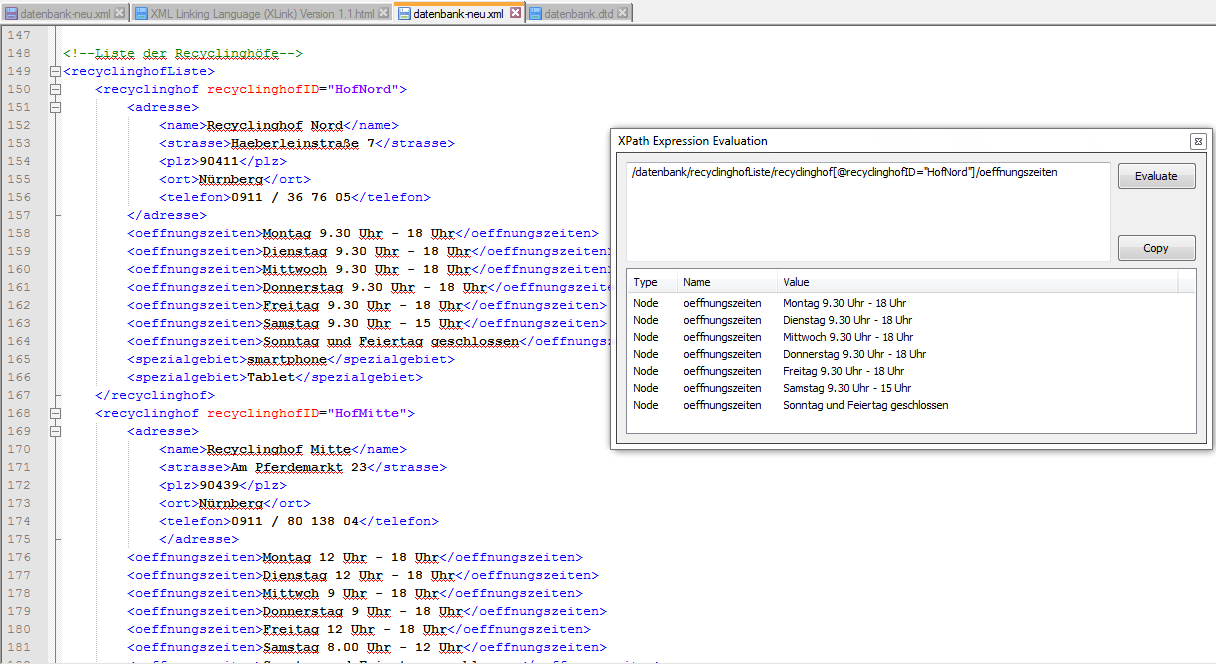 datenbank-neu.xml XML Linking Language (XLink) Version 1.1.html datenbank-neu.xml datenbank.dtd
147
148 <!--Liste der Recyclinghöfe-->
149 <recyclinghofListe>
150 <recyclinghof recyclinghofID="HofNord">
151 <adresse>
152 <name>Recyclinghof Nord</name>
153 <strasse>Haeberleinstraße 7</strasse>
154 <plz>90411</plz>
155 <ort>Nürnberg</ort>
156 <telefon>0911 / 36 76 05</telefon>
157 </adresse>
158 <oeffnungszeiten>Montag 9.30 Uhr - 18 Uhr</oeffnungszeiten>
159 <oeffnungszeiten>Dienstag 9.30 Uhr - 18 Uhr</oeffnungszeiten>
160 <oeffnungszeiten>Mittwoch 9.30 Uhr - 18 Uhr</oeffnungszeiten>
161 <oeffnungszeiten>Donnerstag 9.30 Uhr - 18 Uhr</oeffnungszeite
162 <oeffnungszeiten>Freitag 9.30 Uhr - 18 Uhr</oeffnungszeiten>
163 <oeffnungszeiten>Samstag 9.30 Uhr - 15 Uhr</oeffnungszeiten>
164 <oeffnungszeiten>Sonntag und Feiertag geschlossen</oeffnungsz
165 <spezialgebiet>smartphone</spezialgebiet>
166 <spezialgebiet>Tablet</spezialgebiet>
167 </recyclinghof>
168 <recyclinghof recyclinghofID="HofMitte">
169 <adresse>
170 <name>Recyclinghof Mitte</name>
171 <strasse>Am Pferdemarkt 23</strasse>
172 <plz>90439</plz>
173 <ort>Nürnberg</ort>
174 <telefon>0911 / 80 138 04</telefon>
175 </adresse>
176 <oeffnungszeiten>Montag 12 Uhr - 18 Uhr</oeffnungszeiten>
177 <oeffnungszeiten>Dienstag 12 Uhr - 18 Uhr</oeffnungszeiten>
178 <oeffnungszeiten>Mittwch 9 Uhr - 18 Uhr</oeffnungszeiten>
179 <oeffnungszeiten>Donnerstag 9 Uhr - 18 Uhr</oeffnungszeiten>
180 <oeffnungszeiten>Freitag 12 Uhr - 18 Uhr</oeffnungszeiten>
181 <oeffnungszeiten>Samstag 8.00 Uhr - 12 Uhr</oeffnungszeiten>
XPath Expression Evaluation
/datenbank/recyclinghofListe/recyclinghof[@recyclinghofID="HofNord"]/oeffnungszeiten
Evaluate
Copy
Type Name Value
Node oeffnungszeiten Montag 9.30 Uhr - 18 Uhr
Node oeffnungszeiten Dienstag 9.30 Uhr - 18 Uhr
Node oeffnungszeiten Mittwoch 9.30 Uhr - 18 Uhr
Node oeffnungszeiten Donnerstag 9.30 Uhr - 18 Uhr
Node oeffnungszeiten Freitag 9.30 Uhr - 18 Uhr
Node oeffnungszeiten Samstag 9.30 Uhr - 15 Uhr
Node oeffnungszeiten Sonntag und Feiertag geschlossen